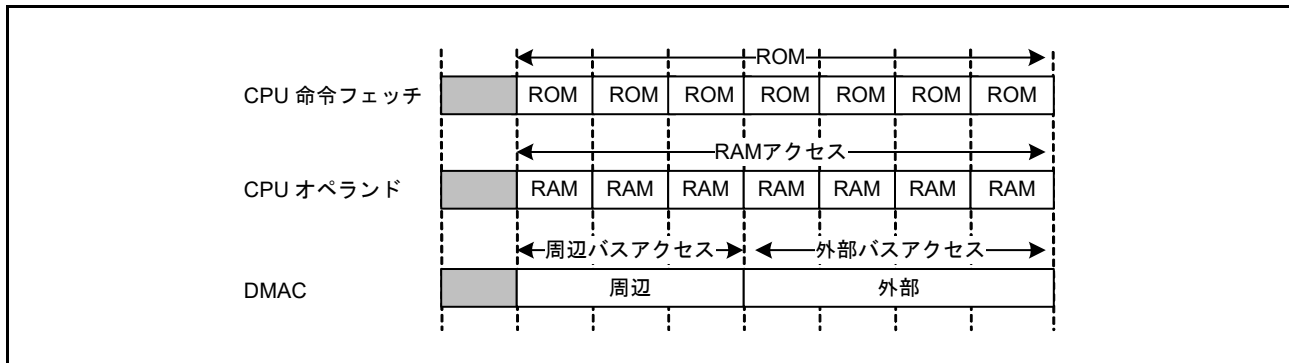 ROM
CPU 命令フェッチ ROM ROM ROM ROM ROM ROM ROM
RAMアクセス
CPU オペランド RAM RAM RAM RAM RAM RAM RAM
周辺バスアクセス 外部バスアクセス
DMAC 周辺 外部